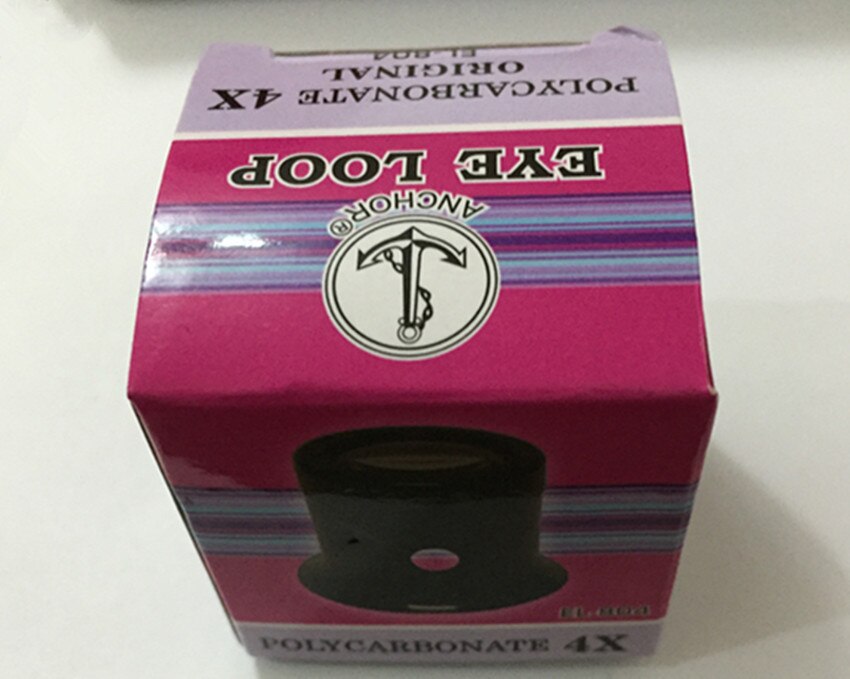 ANCHOR®
EYE LOOP
POLYCARBONATE 4X
ORIGINAL
EL-804
EL-804
POLYCARBONATE 4X